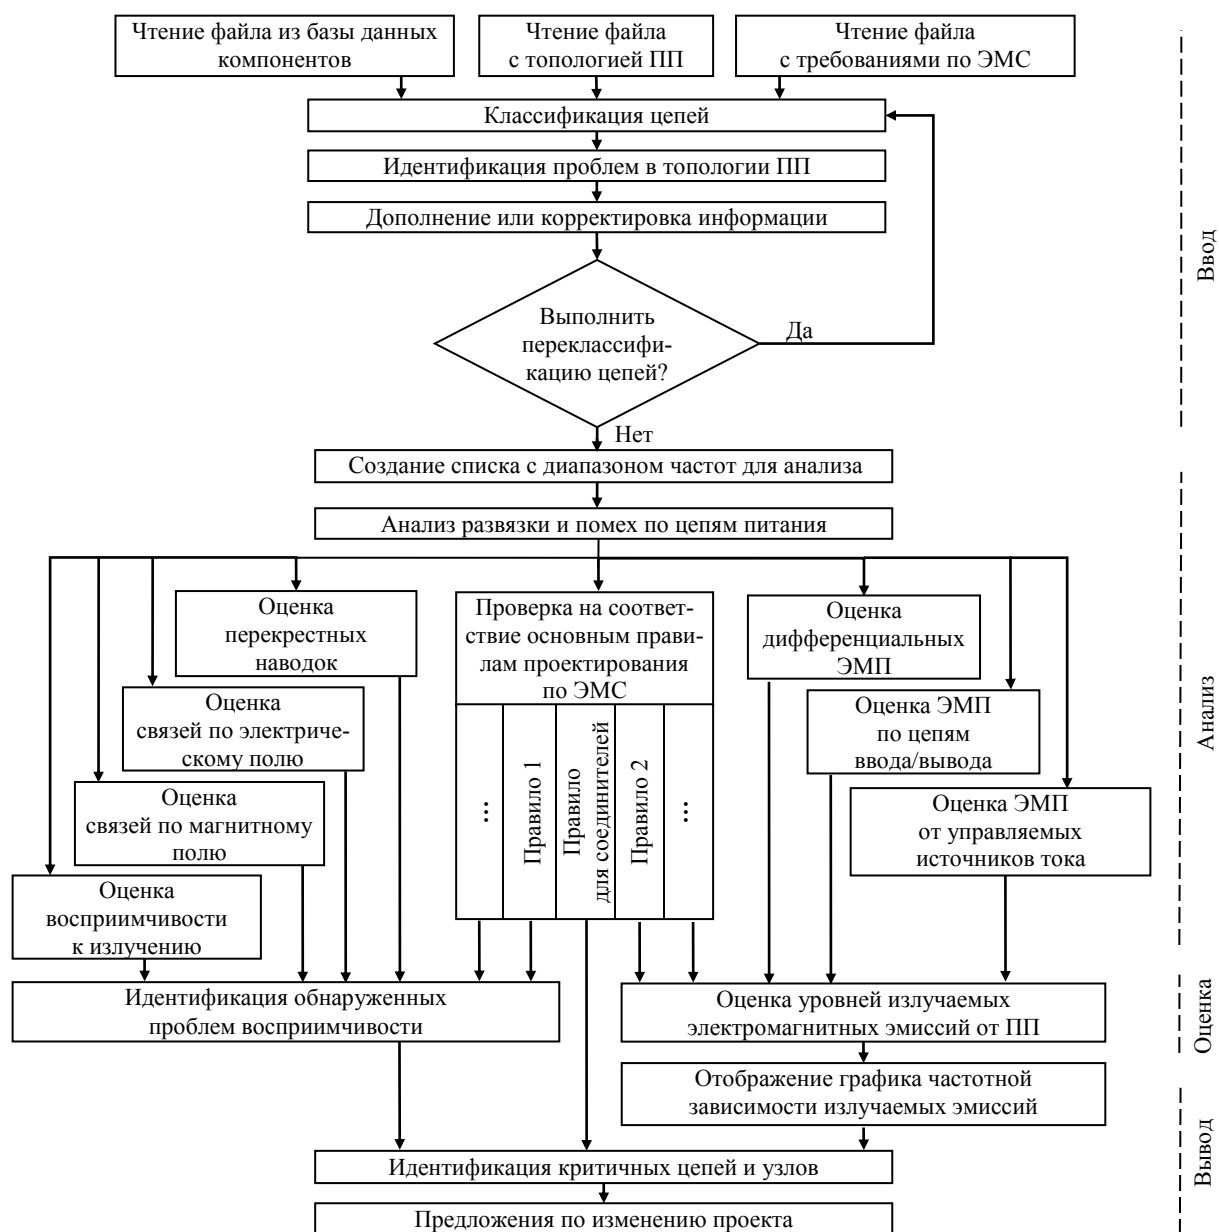 Чтение файла из базы данных
компонентов
Чтение файла
с топологией ПП
Чтение файла
с требованиями по ЭМС
Классификация цепей
Идентификация проблем в топологии ПП
Дополнение или корректировка информации
Выполнить
переклассифи-
кацию цепей?
Да
Нет
Ввод
Создание списка с диапазоном частот для анализа
Анализ развязки и помех по цепям питания
Оценка
перекрестных
наводок
Оценка
связей по электриче-
скому полю
Оценка
связей по магнитному
полю
Оценка
восприимчивости
к излучению
Проверка на соответ-
ствие основным прави-
лам проектирования
по ЭМС
...
Правило 1
Правило
для соединителей
Правило 2
...
Оценка
дифференциальных
ЭМП
Оценка ЭМП
по цепям
ввода/вывода
Оценка ЭМП
от управляемых
источников тока
Анализ
Идентификация обнаруженных
проблем восприимчивости
Оценка уровней излучаемых
электромагнитных эмиссий от ПП
Оценка
Отображение графика частотной
зависимости излучаемых эмиссий
Идентификация критичных цепей и узлов
Предложения по изменению проекта
Вывод